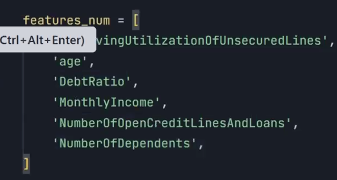 features_num = [
Ctrl+Alt+Enter) vingUtilizationOfUnsecuredLines',
'age',
'DebtRatio',
'MonthlyIncome',
'NumberOfOpenCreditLinesAndLoans',
'NumberOfDependents',
]